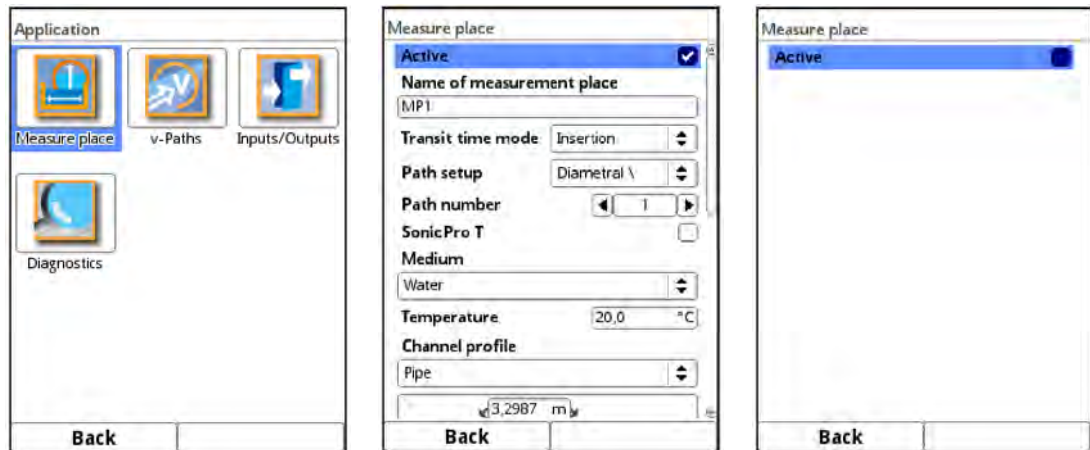 Application
Measure place
v-Paths
Inputs/Outputs
Diagnostics
Back
Measure place
Active
Name of measurement place
MP1
Transit time mode Insertion
Path setup Diametral \
Path number 1
SonicPro T
Medium
Water
Temperature 20,0 °C
Channel profile
Pipe
3,2987 m
Back
Measure place
Active
Back